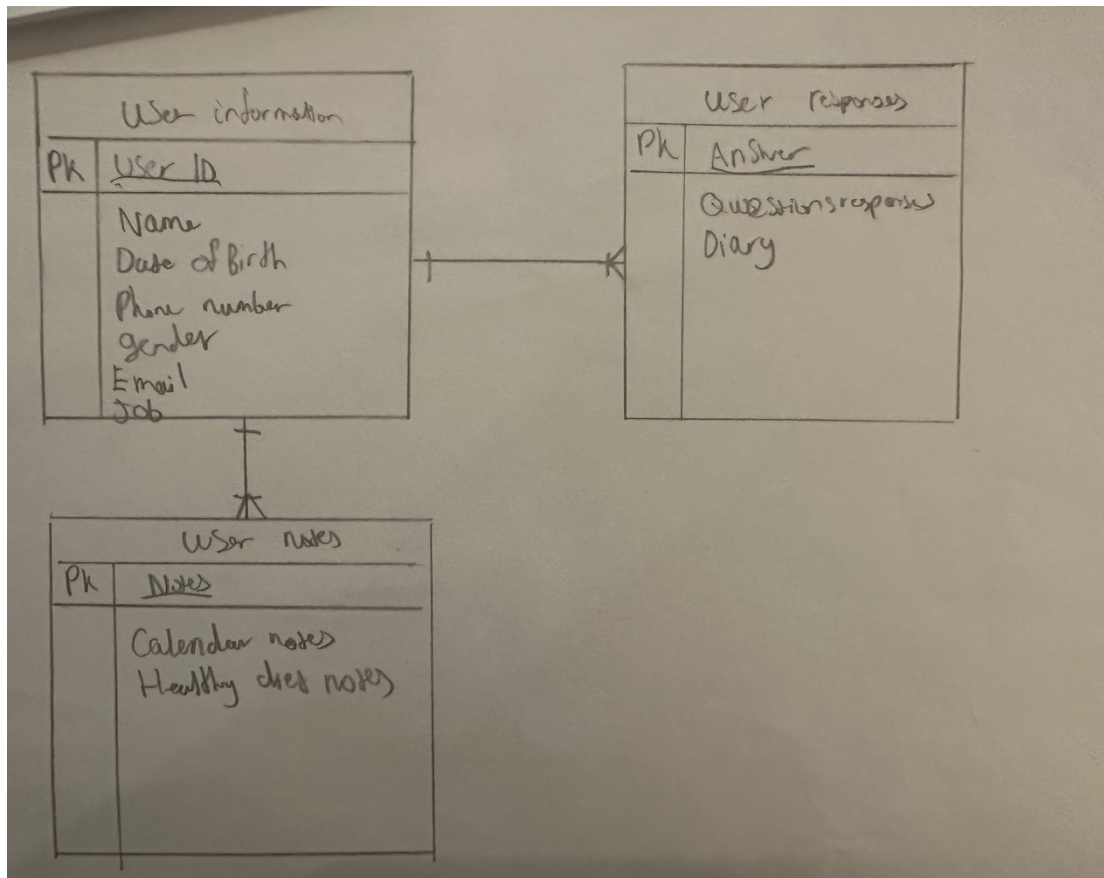 User information
PK User ID
Name
Date of Birth
Phone number
gender
Email
Job
User responses
PK Answer
Questionsresponses
Diary
User notes
PK Notes
Calendar notes
Healthy diet notes